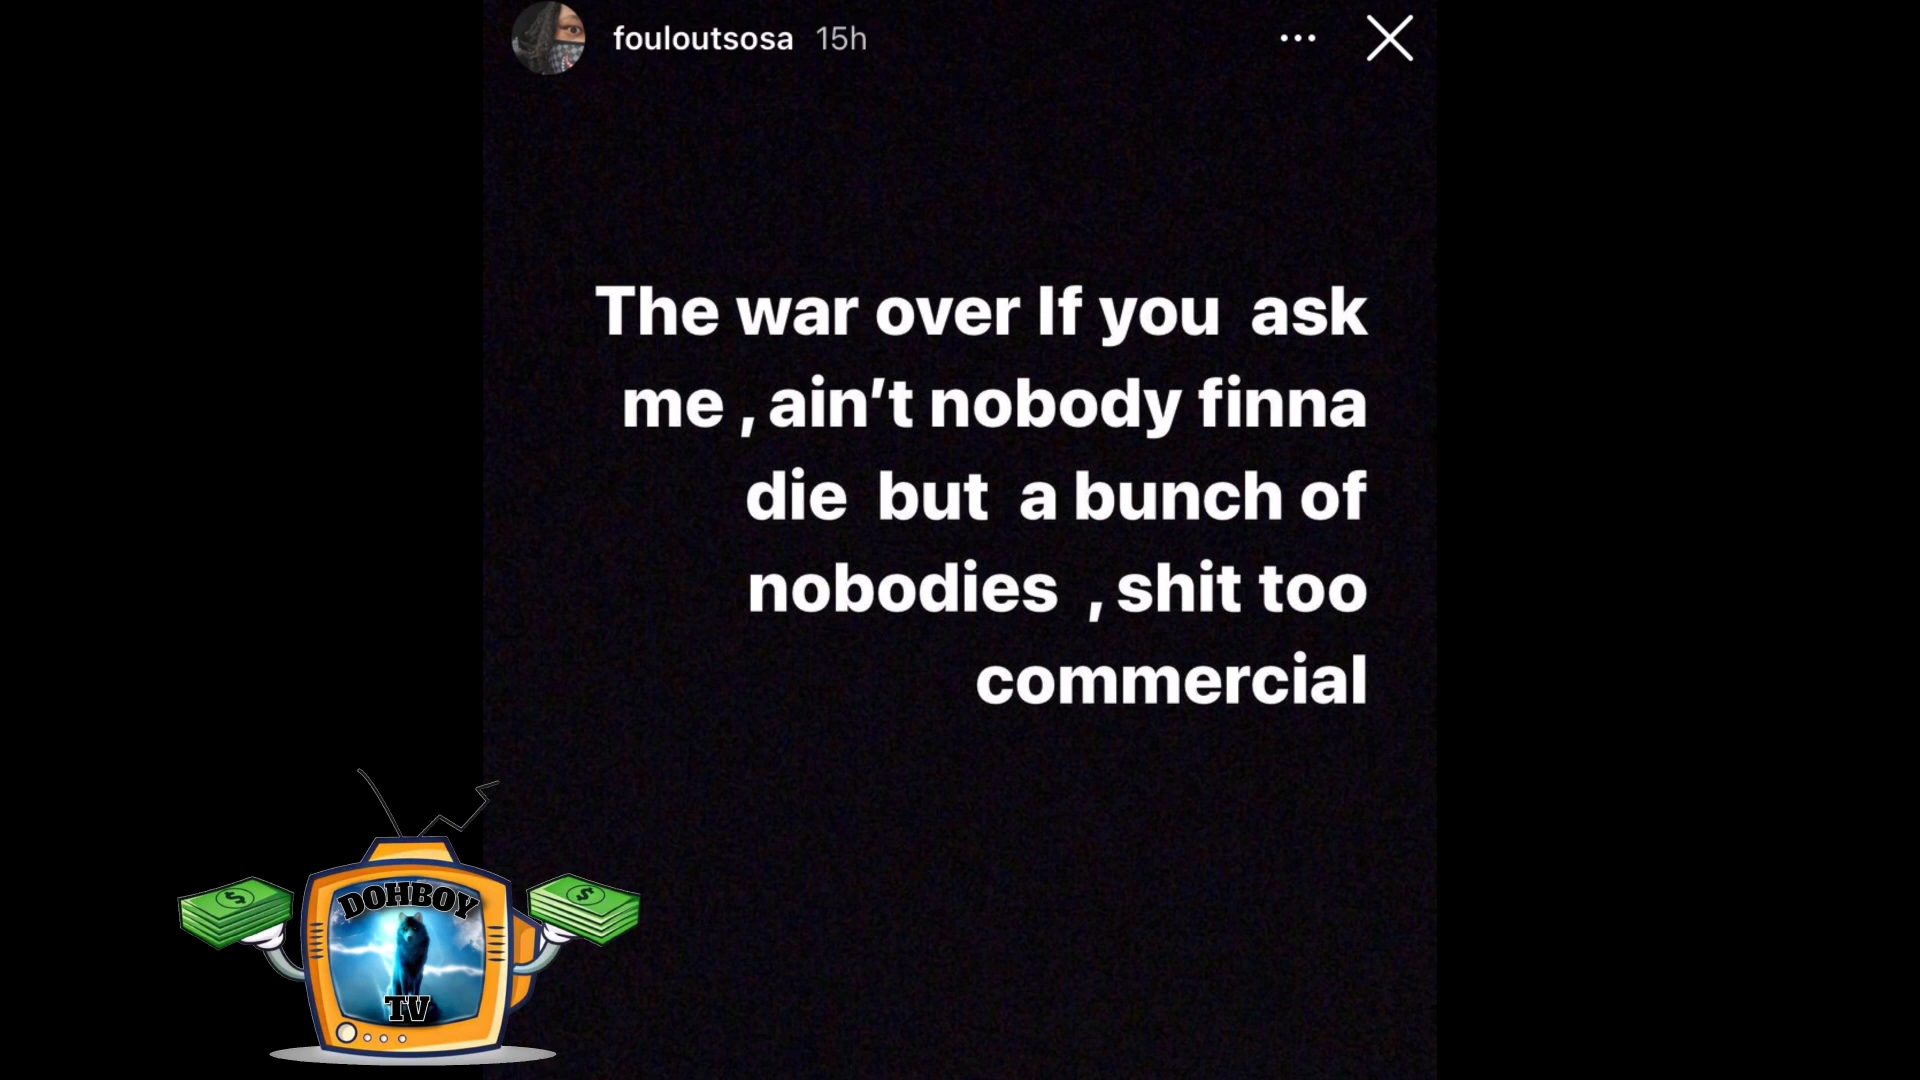 fouloutsosa 15h
The war over If you  ask
me , ain’t nobody finna
die  but  a bunch of
nobodies  , shit too
commercial
DOHBOY
TV